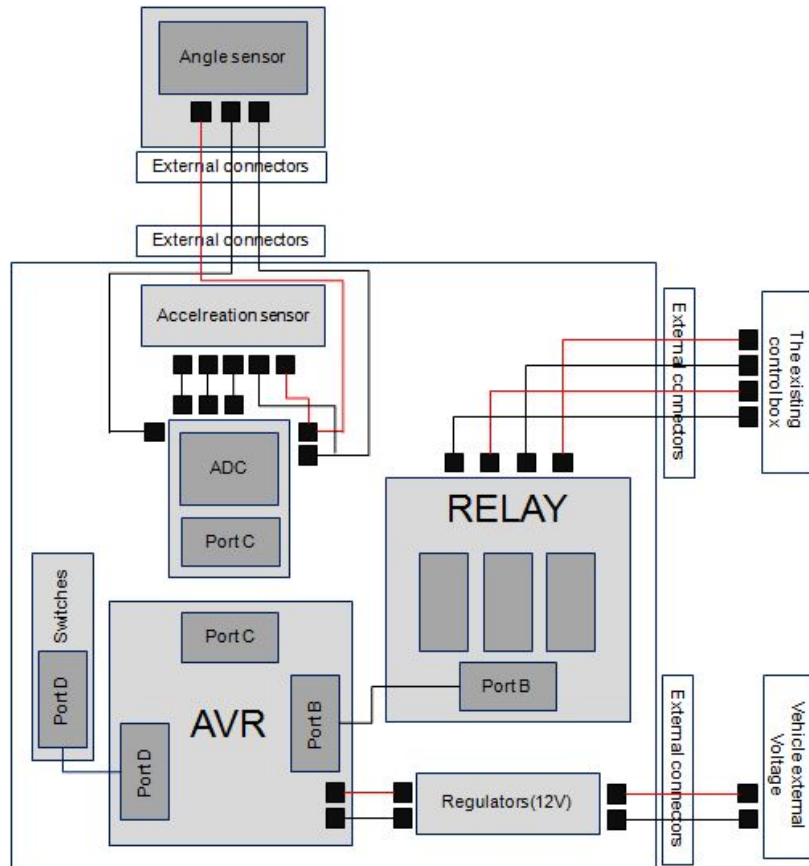 Angle sensor
External connectors
External connectors
Accelreation sensor
External connectors
The existing
control box
ADC
Port C
RELAY
Port B
Switches
Port D
Port C
AVR
Port B
Port D
Regulators(12V)
External connectors
Vehicle external
Voltage